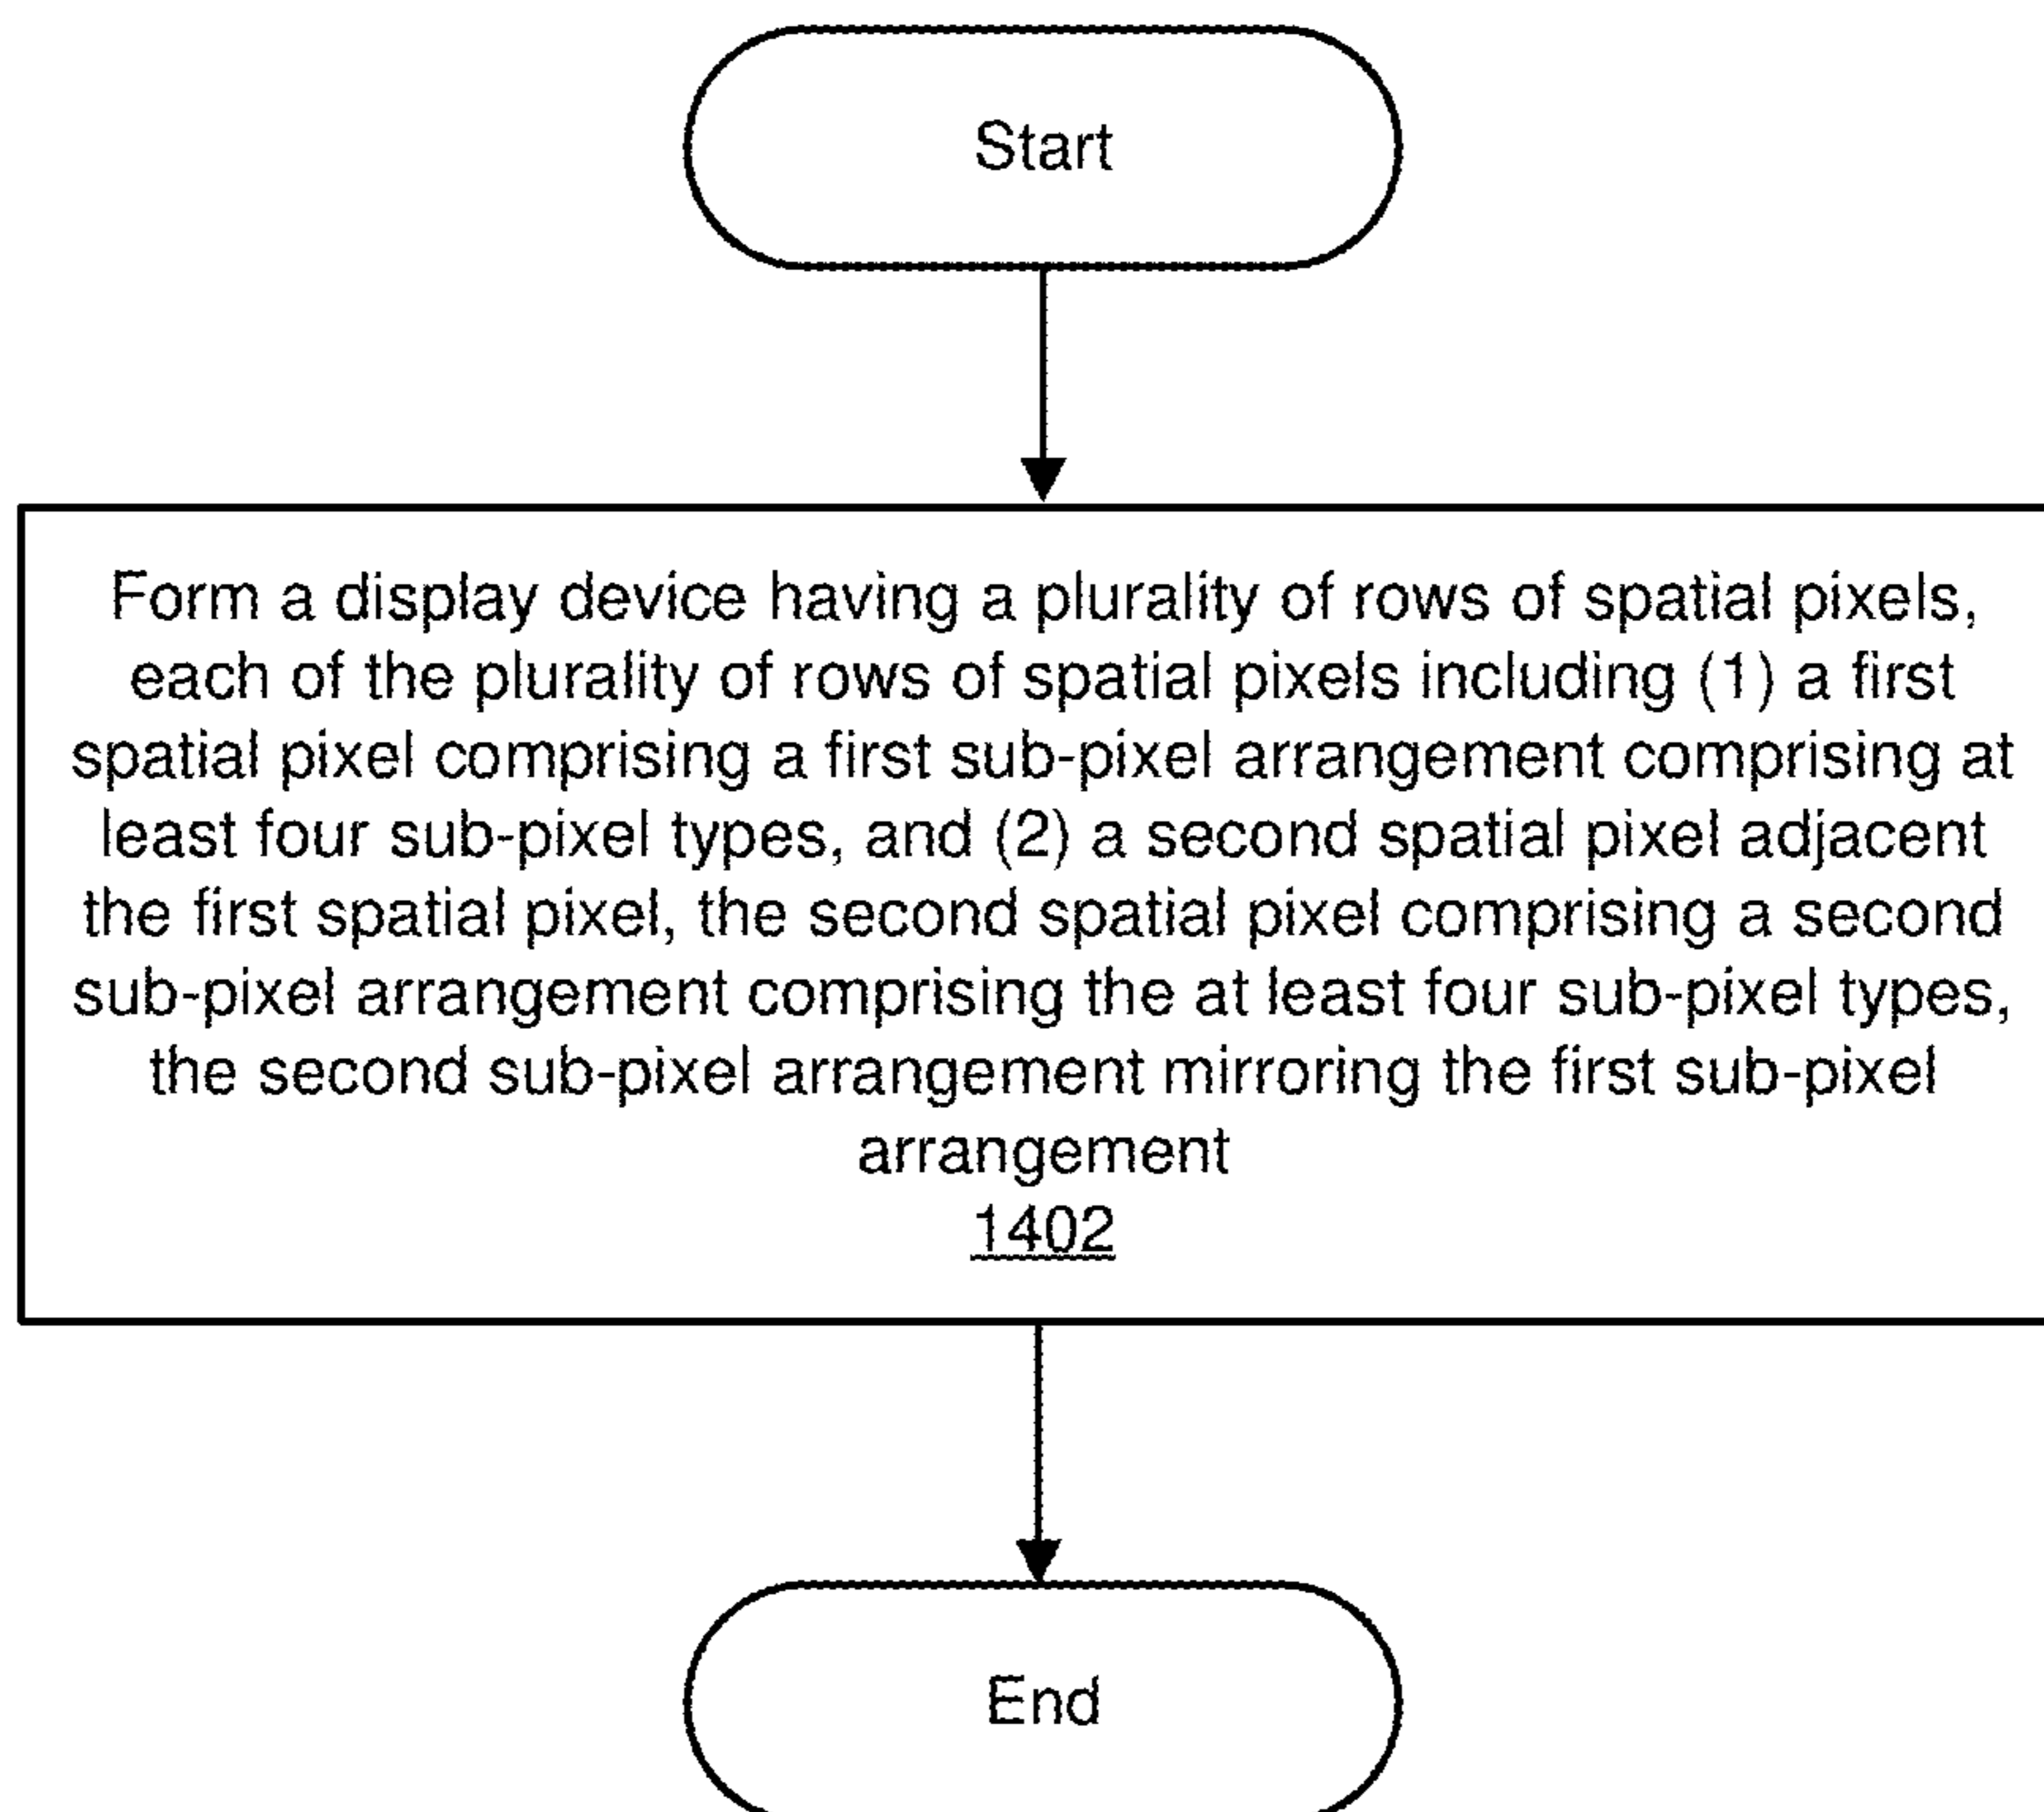 Start
Form a display device having a plurality of rows of spatial pixels,
each of the plurality of rows of spatial pixels including (1) a first
spatial pixel comprising a first sub-pixel arrangement comprising at
least four sub-pixel types, and (2) a second spatial pixel adjacent
the first spatial pixel, the second spatial pixel comprising a second
sub-pixel arrangement comprising the at least four sub-pixel types,
the second sub-pixel arrangement mirroring the first sub-pixel
arrangement
1402
End